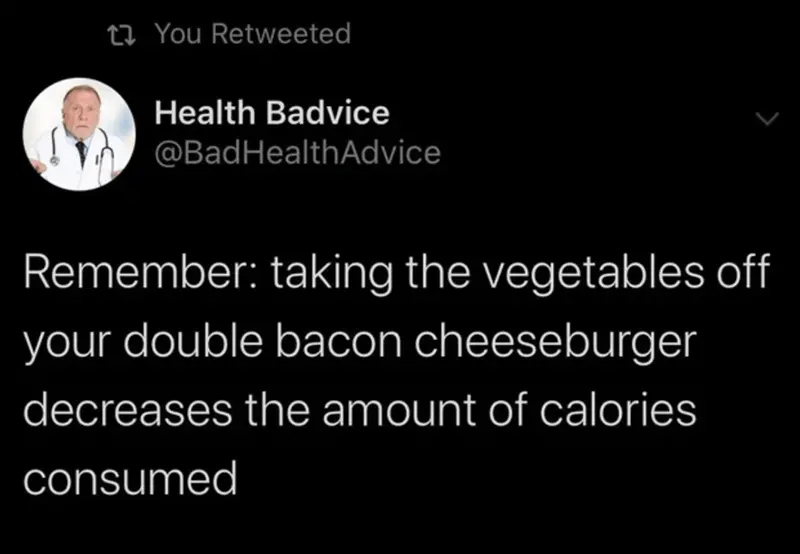 You Retweeted
Health Badvice
@BadHealthAdvice
Remember: taking the vegetables off
your double bacon cheeseburger
decreases the amount of calories
consumed